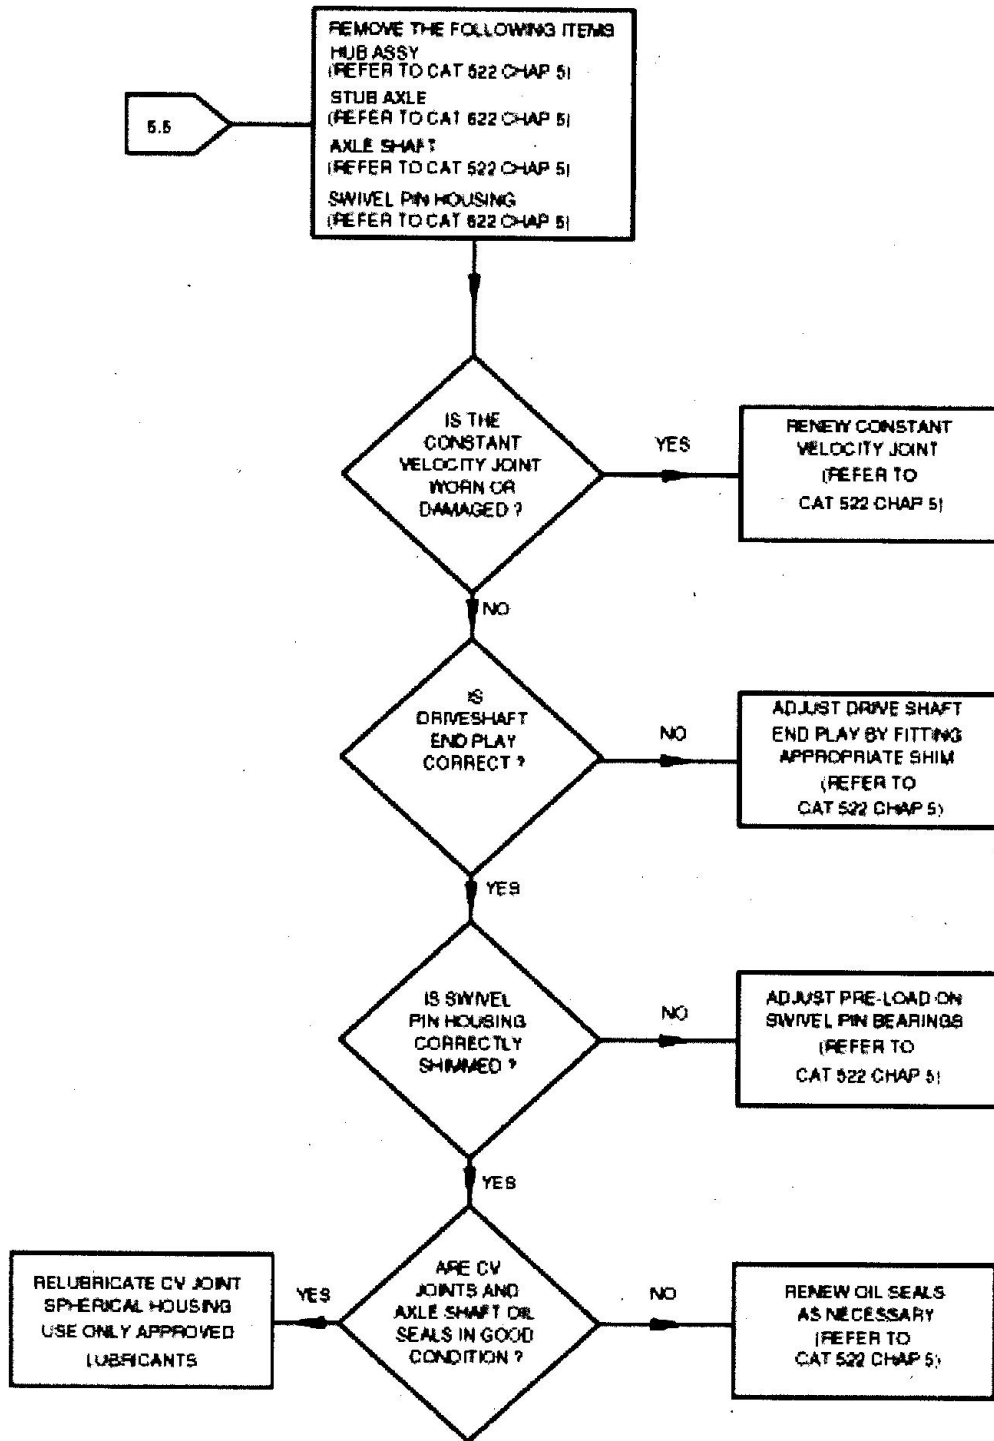 REMOVE THE FOLLOWING ITEMS
HUB ASSY
(REFER TO CAT 522 CHAP 5)
STUB AXLE
(REFER TO CAT 522 CHAP 5)
AXLE SHAFT
(REFER TO CAT 522 CHAP 5)
SWIVEL PIN HOUSING
(REFER TO CAT 522 CHAP 5)
5.5
IS THE
CONSTANT
VELOCITY JOINT
WORN OR
DAMAGED ?
YES
RENEW CONSTANT
VELOCITY JOINT
(REFER TO
CAT 522 CHAP 5)
NO
IS
DRIVESHAFT
END PLAY
CORRECT ?
NO
ADJUST DRIVE SHAFT
END PLAY BY FITTING
APPROPRIATE SHIM
(REFER TO
CAT 522 CHAP 5)
YES
IS SWIVEL
PIN HOUSING
CORRECTLY
SHIMMED ?
NO
ADJUST PRE-LOAD ON
SWIVEL PIN BEARINGS
(REFER TO
CAT 522 CHAP 5)
YES
ARE CV
JOINTS AND
AXLE SHAFT OIL
SEALS IN GOOD
CONDITION ?
YES
RELUBRICATE CV JOINT
SPHERICAL HOUSING
USE ONLY APPROVED
LUBRICANTS
NO
RENEW OIL SEALS
AS NECESSARY
(REFER TO
CAT 522 CHAP 5)